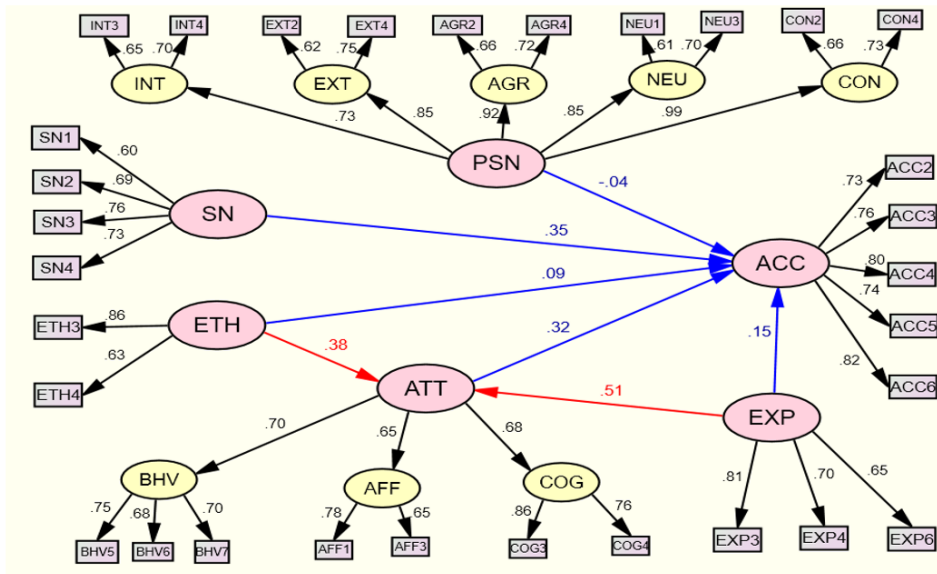 INT3 INT4 EXT2 EXT4 AGR2 AGR4 NEU1 NEU3 CON2 CON4
.65 .70 .62 .75 .66 .72 .61 .70 .66 .73
INT EXT AGR NEU CON
.73 .85 .92 .85 .99
PSN
SN1
SN2
SN3
SN4
.60
.69
.76
.73
SN
-.04
.35
ACC
.73
.76
.80
.74
.82
ACC2
ACC3
ACC4
ACC5
ACC6
ETH3
ETH4
.86
.63
ETH
.09
.38
.32
.15
ATT
.51
EXP
.70 .65 .68
.81 .70 .65
BHV AFF COG
.75 .68 .70 .78 65 .86 76
BHV5 BHV6 BHV7 AFF1 AFF3 COG3 COG4
EXP3 EXP4 EXP6